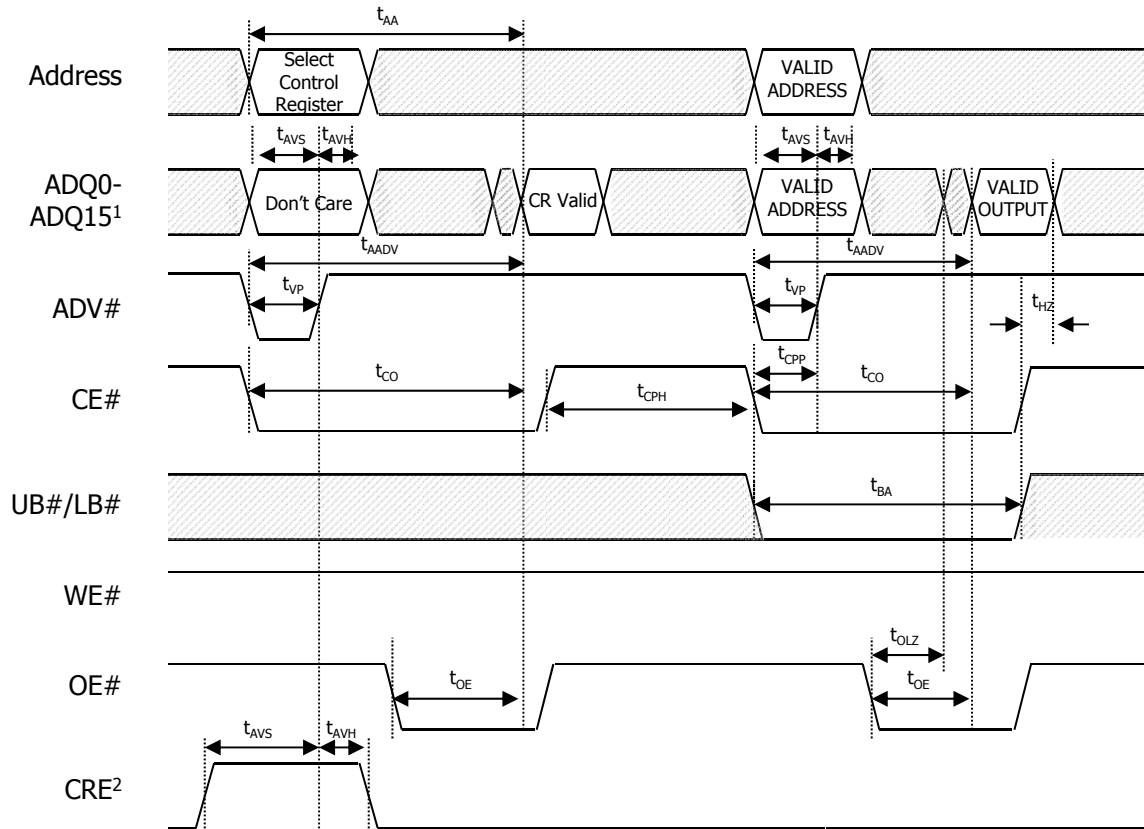 tAA
Address
Select
Control
Register
VALID
ADDRESS
tAVS
tAVH
tAVS
tAVH
ADQ0-
ADQ15¹
Don't Care
CR Valid
VALID
ADDRESS
VALID
OUTPUT
tAADV
tAADV
ADV#
tVP
tVP
tHZ
tCPP
CE#
tCO
tCPH
tCO
UB#/LB#
tBA
WE#
tOLZ
OE#
tOE
tOE
tAVS
tAVH
CRE²